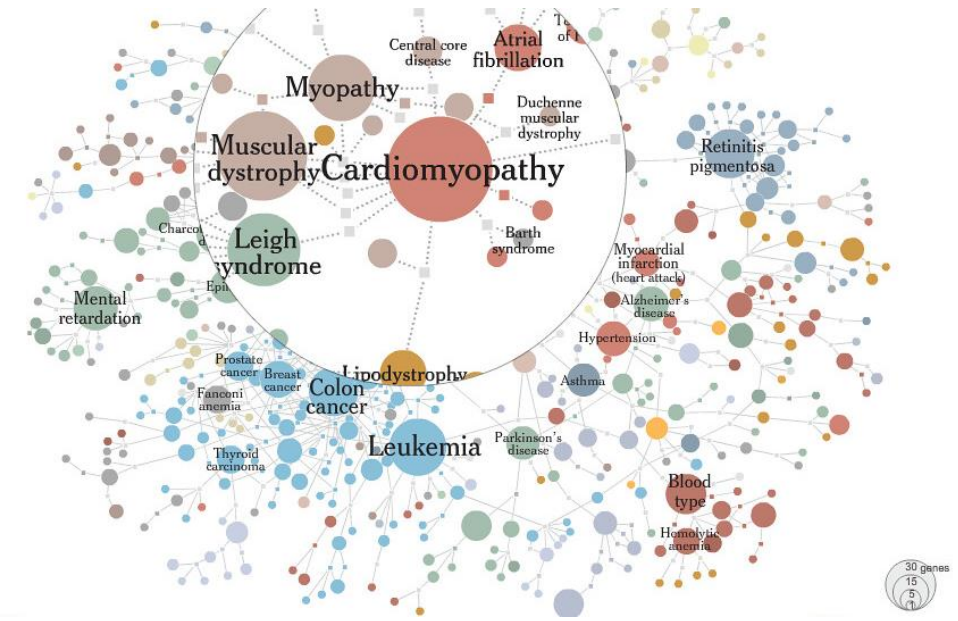 Central core
disease
Atrial
fibrillation
Myopathy
Duchenne
muscular
dystrophy
Muscular
dystrophy
Cardiomyopathy
Retinitis
pigmentosa
Barth
syndrome
Leigh
syndrome
Myocardial
infarction
(heart attack)
Mental
retardation
Alzheimer's
disease
Hypertension
Prostate
cancer
Breast
cancer
Lipodystrophy
Colon
cancer
Asthma
Fanconi
anemia
Thyroid
carcinoma
Leukemia
Parkinson's
disease
Blood
type
Hemolytic
anemia
30 genes
15
5
1